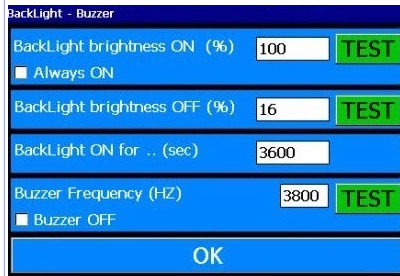 BackLight - Buzzer
BackLight brightness ON (%) 100 TEST
Always ON
BackLight brightness OFF (%) 16 TEST
BackLight ON for .. (sec) 3600
Buzzer Frequency (HZ) 3800 TEST
Buzzer OFF
OK